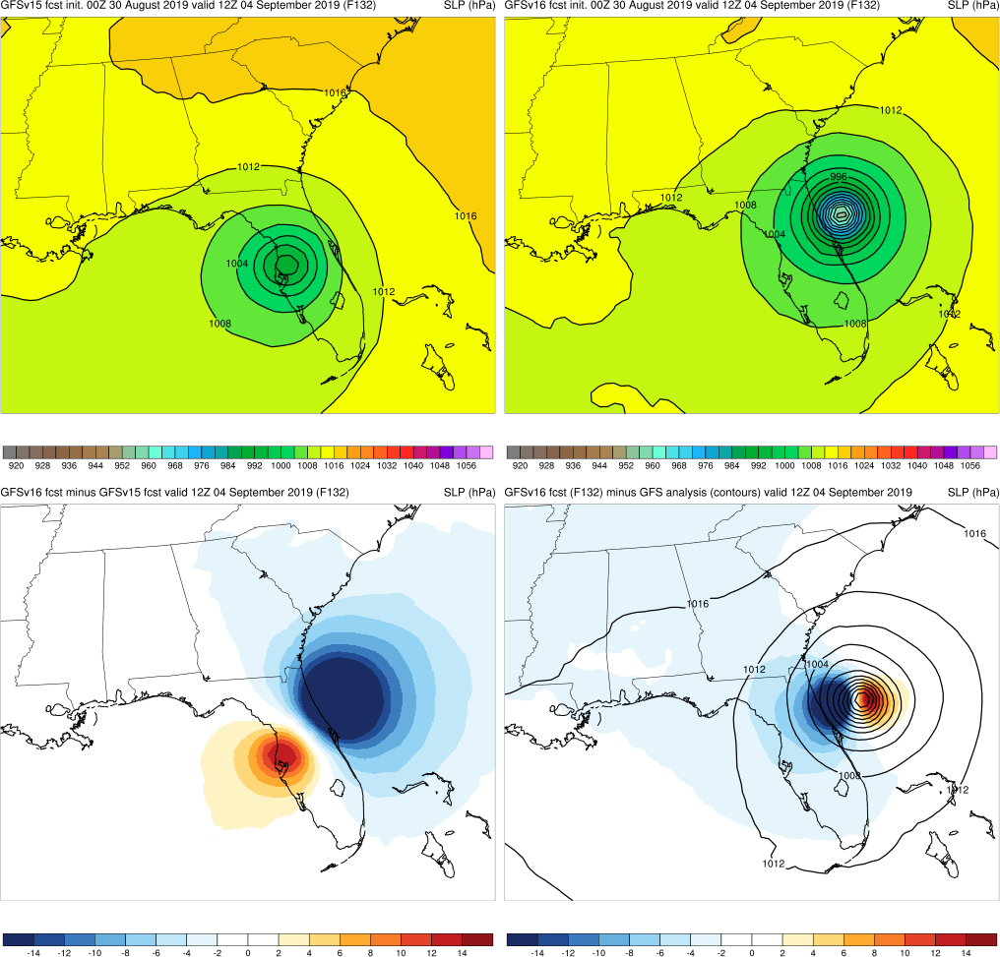 GFSv15 fcst init. 00Z 30 August 2019 valid 12Z 04 September 2019 (F132) SLP (hPa)
GFSv16 fcst init. 00Z 30 August 2019 valid 12Z 04 September 2019 (F132) SLP (hPa)
1016
1012
1016
1004
1012
1008
1012
996
1012
1008
1004
1012
1008
920 928 936 944 952 960 968 976 984 992 1000 1008 1016 1024 1032 1040 1048 1056
928 936 944 952 960 968 976 984 992 1000 1008 1016 1024 1032 1040 1048 1056
GFSv16 fcst minus GFSv15 fcst valid 12Z 04 September 2019 (F132) SLP (hPa)
GFSv16 fcst (F132) minus GFS analysis (contours) valid 12Z 04 September 2019 SLP (hPa)
1016
1016
1004
1012
1008
1012
1012
-14 -12 -10 -8 -6 -4 -2 0 2 4 6 8 10 12 14
-14 -12 -10 -8 -6 -4 -2 0 2 4 6 8 10 12 14